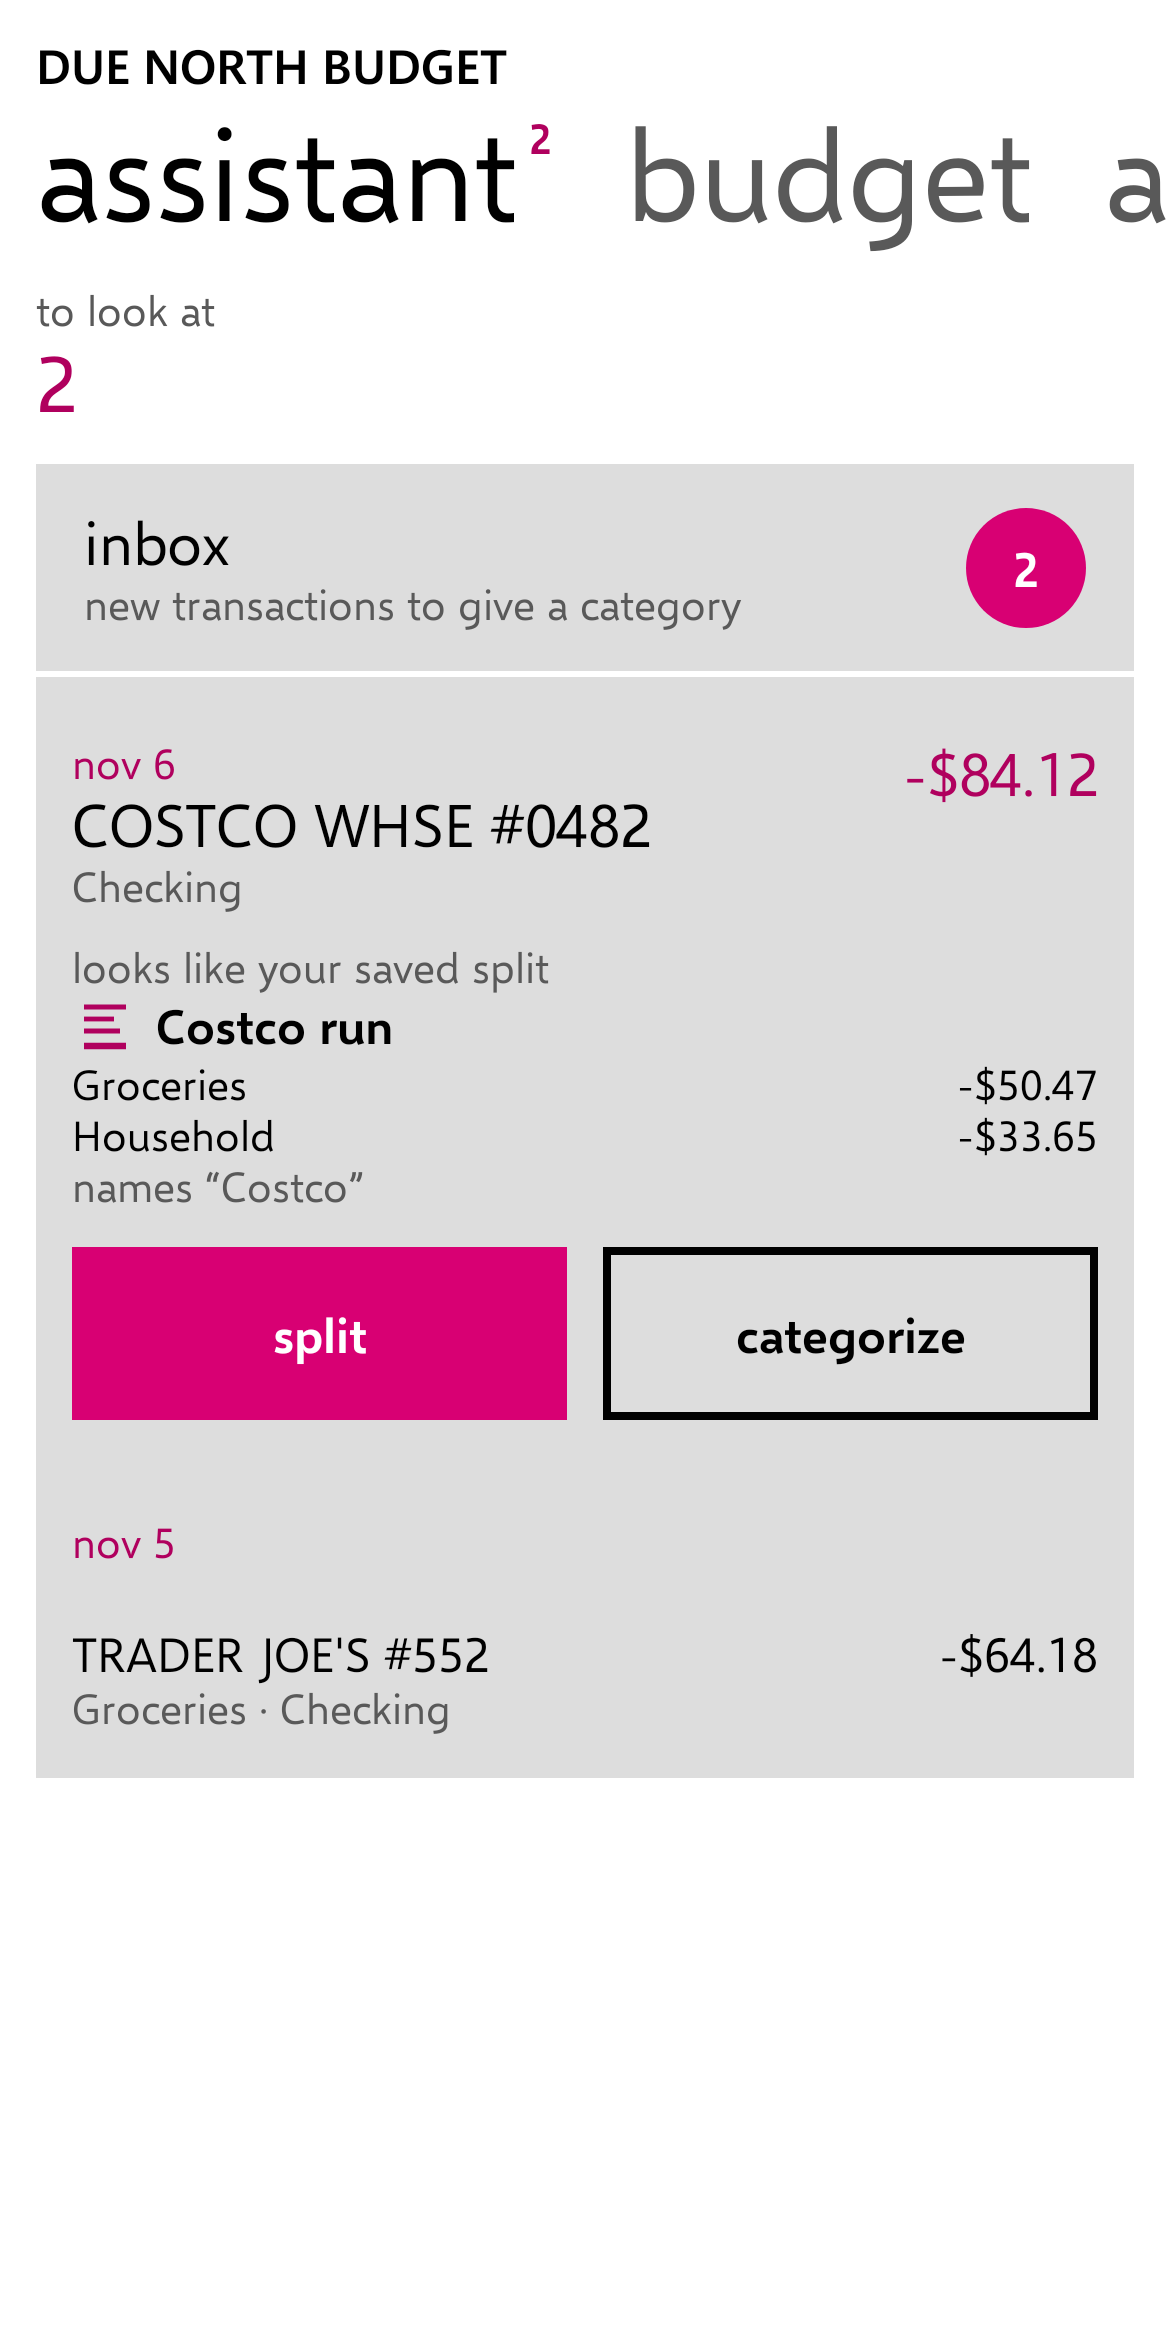 DUE NORTH BUDGET
assistant 2 budget a
to look at
2
inbox
new transactions to give a category
2
nov 6
-$84.12
COSTCO WHSE #0482
Checking
looks like your saved split
Costco run
Groceries -$50.47
Household -$33.65
names “Costco”
split categorize
nov 5
TRADER JOE'S #552 -$64.18
Groceries · Checking